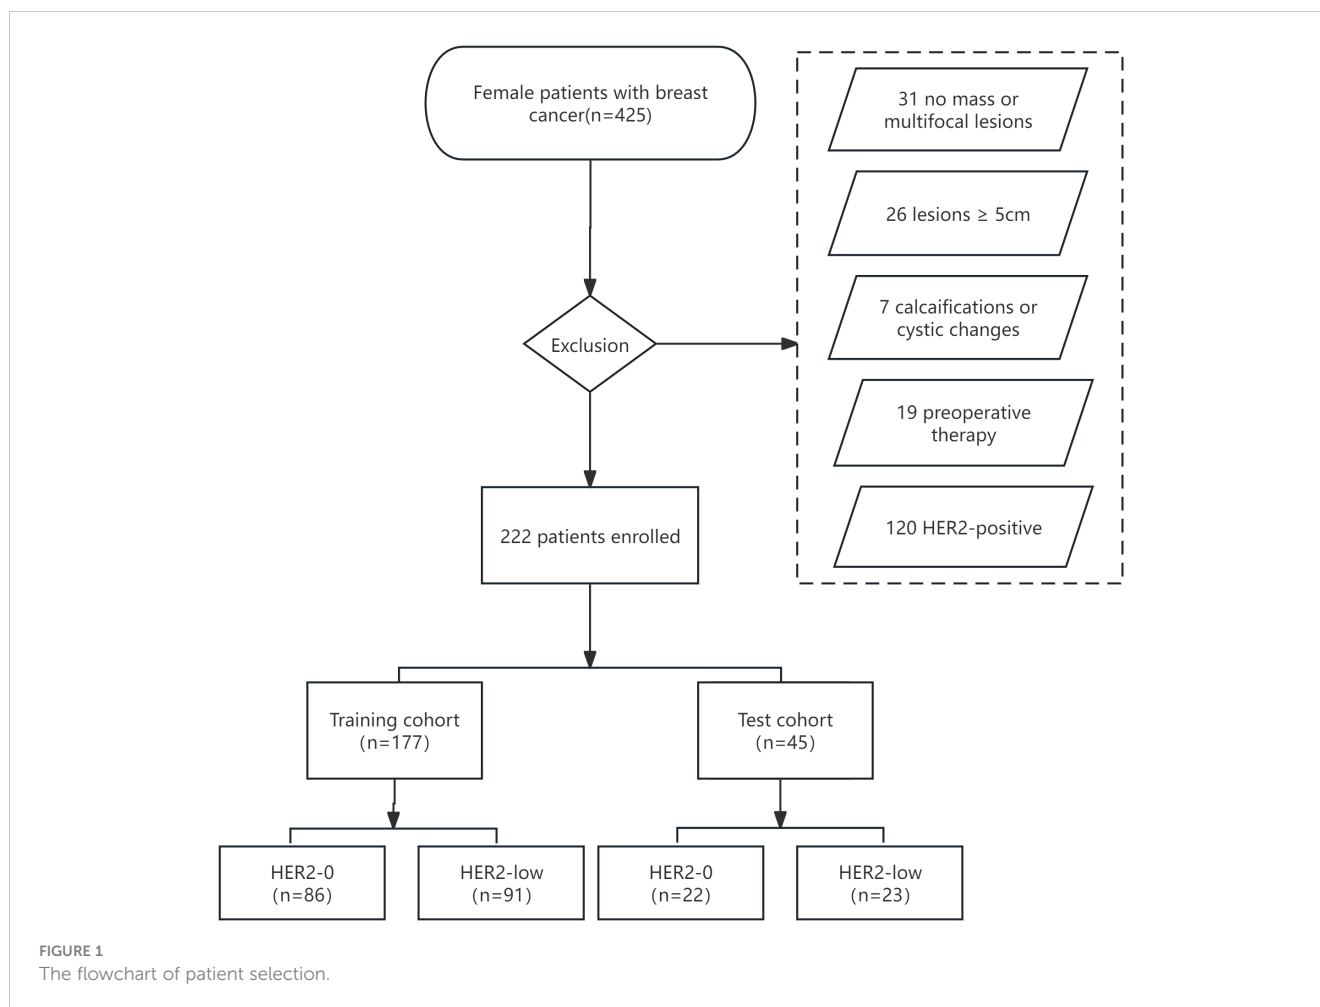 Female patients with breast
cancer(n=425)
31 no mass or
multifocal lesions
26 lesions ≥ 5cm
7 calcaifications or
cystic changes
Exclusion
19 preoperative
therapy
120 HER2-positive
222 patients enrolled
Training cohort
(n=177)
Test cohort
(n=45)
HER2-0
(n=86)
HER2-low
(n=91)
HER2-0
(n=22)
HER2-low
(n=23)
FIGURE 1
The flowchart of patient selection.